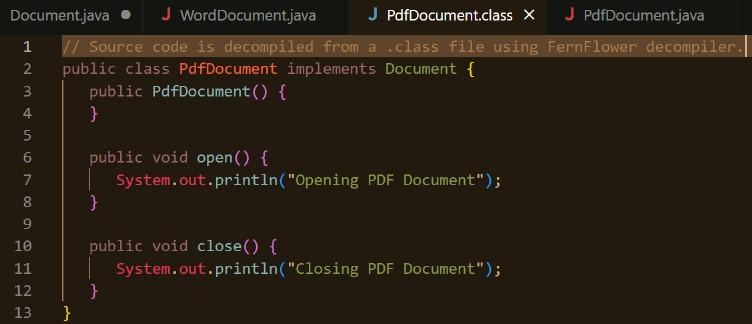 Document.java WordDocument.java PdfDocument.class PdfDocument.java
1 // Source code is decompiled from a .class file using FernFlower decompiler.
2 public class PdfDocument implements Document {
3    public PdfDocument() {
4    }
5
6    public void open() {
7       System.out.println("Opening PDF Document");
8    }
9
10    public void close() {
11       System.out.println("Closing PDF Document");
12    }
13 }